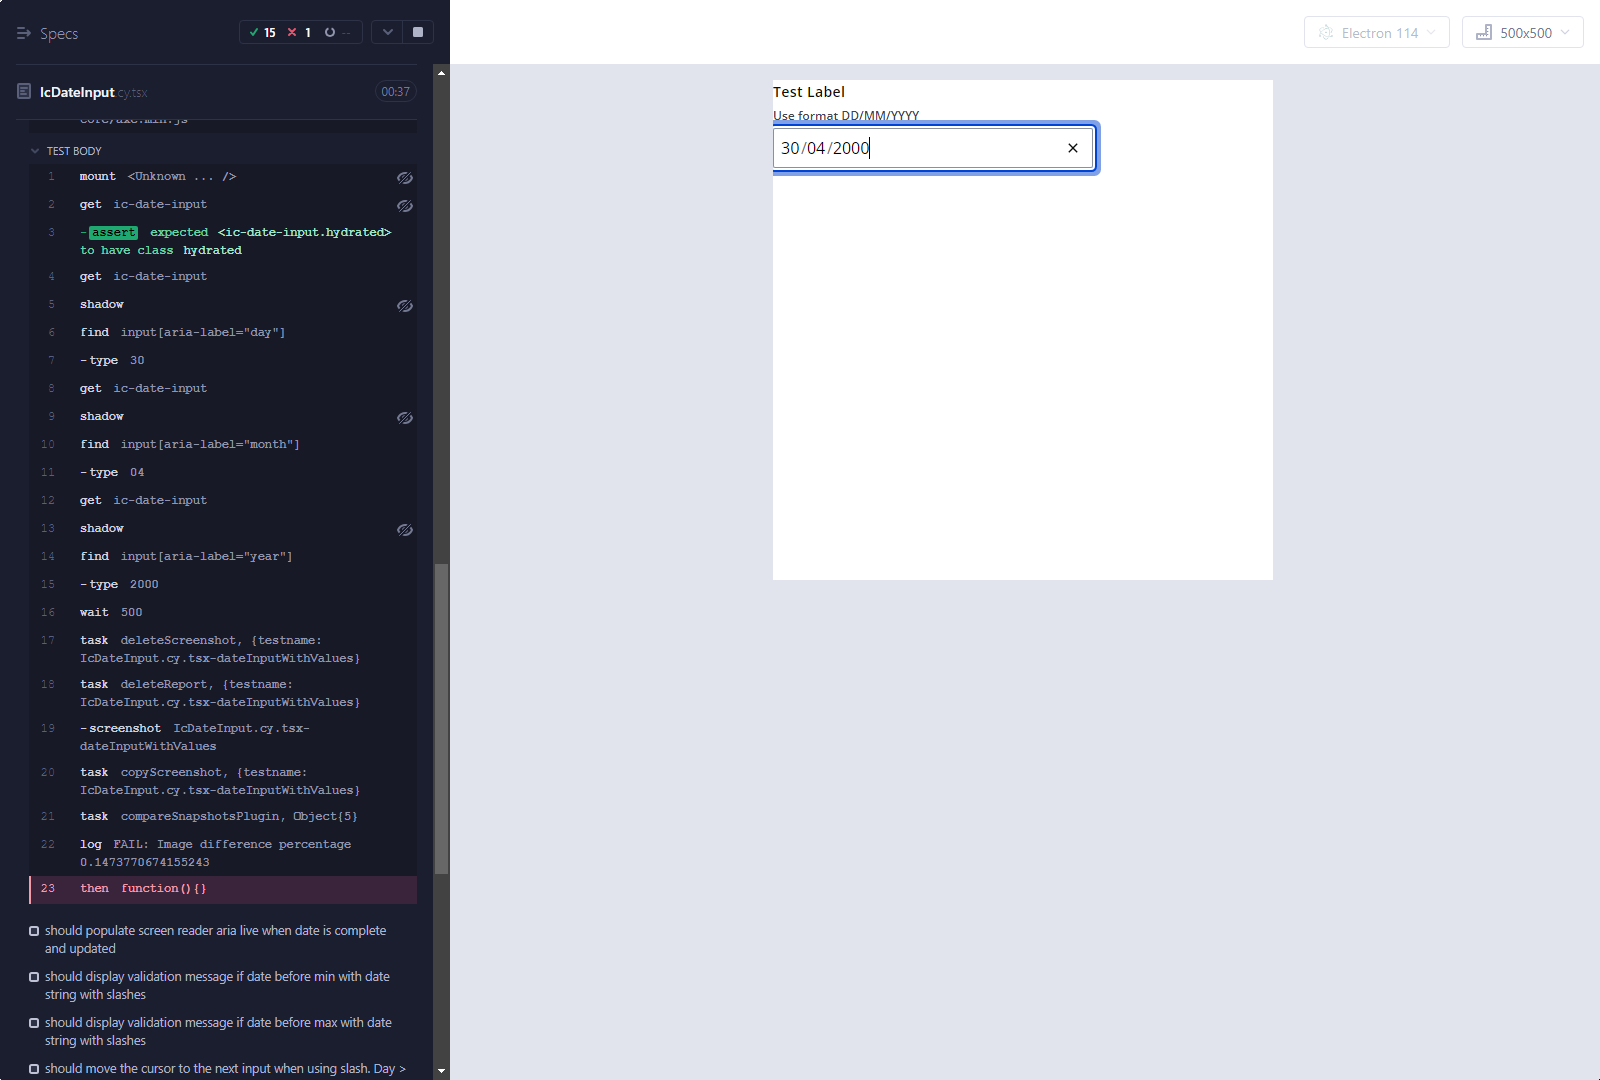 Specs
15 1 --
Electron 114
500x500
IcDateInput.cy.tsx
00:37
core/axe.min.js
TEST BODY
1 mount <Unknown ... />
2 get ic-date-input
3 -assert expected <ic-date-input.hydrated>
to have class hydrated
4 get ic-date-input
5 shadow
6 find input[aria-label="day"]
7 -type 30
8 get ic-date-input
9 shadow
10 find input[aria-label="month"]
11 -type 04
12 get ic-date-input
13 shadow
14 find input[aria-label="year"]
15 -type 2000
16 wait 500
17 task deleteScreenshot, {testname:
IcDateInput.cy.tsx-dateInputWithValues}
18 task deleteReport, {testname:
IcDateInput.cy.tsx-dateInputWithValues}
19 -screenshot IcDateInput.cy.tsx-
dateInputWithValues
20 task copyScreenshot, {testname:
IcDateInput.cy.tsx-dateInputWithValues}
21 task compareSnapshotsPlugin, Object{5}
22 log FAIL: Image difference percentage
0.1473770674155243
23 then function(){}
should populate screen reader aria live when date is complete
and updated
should display validation message if date before min with date
string with slashes
should display validation message if date before max with date
string with slashes
should move the cursor to the next input when using slash. Day >
Test Label
Use format DD/MM/YYYY
30/04/2000